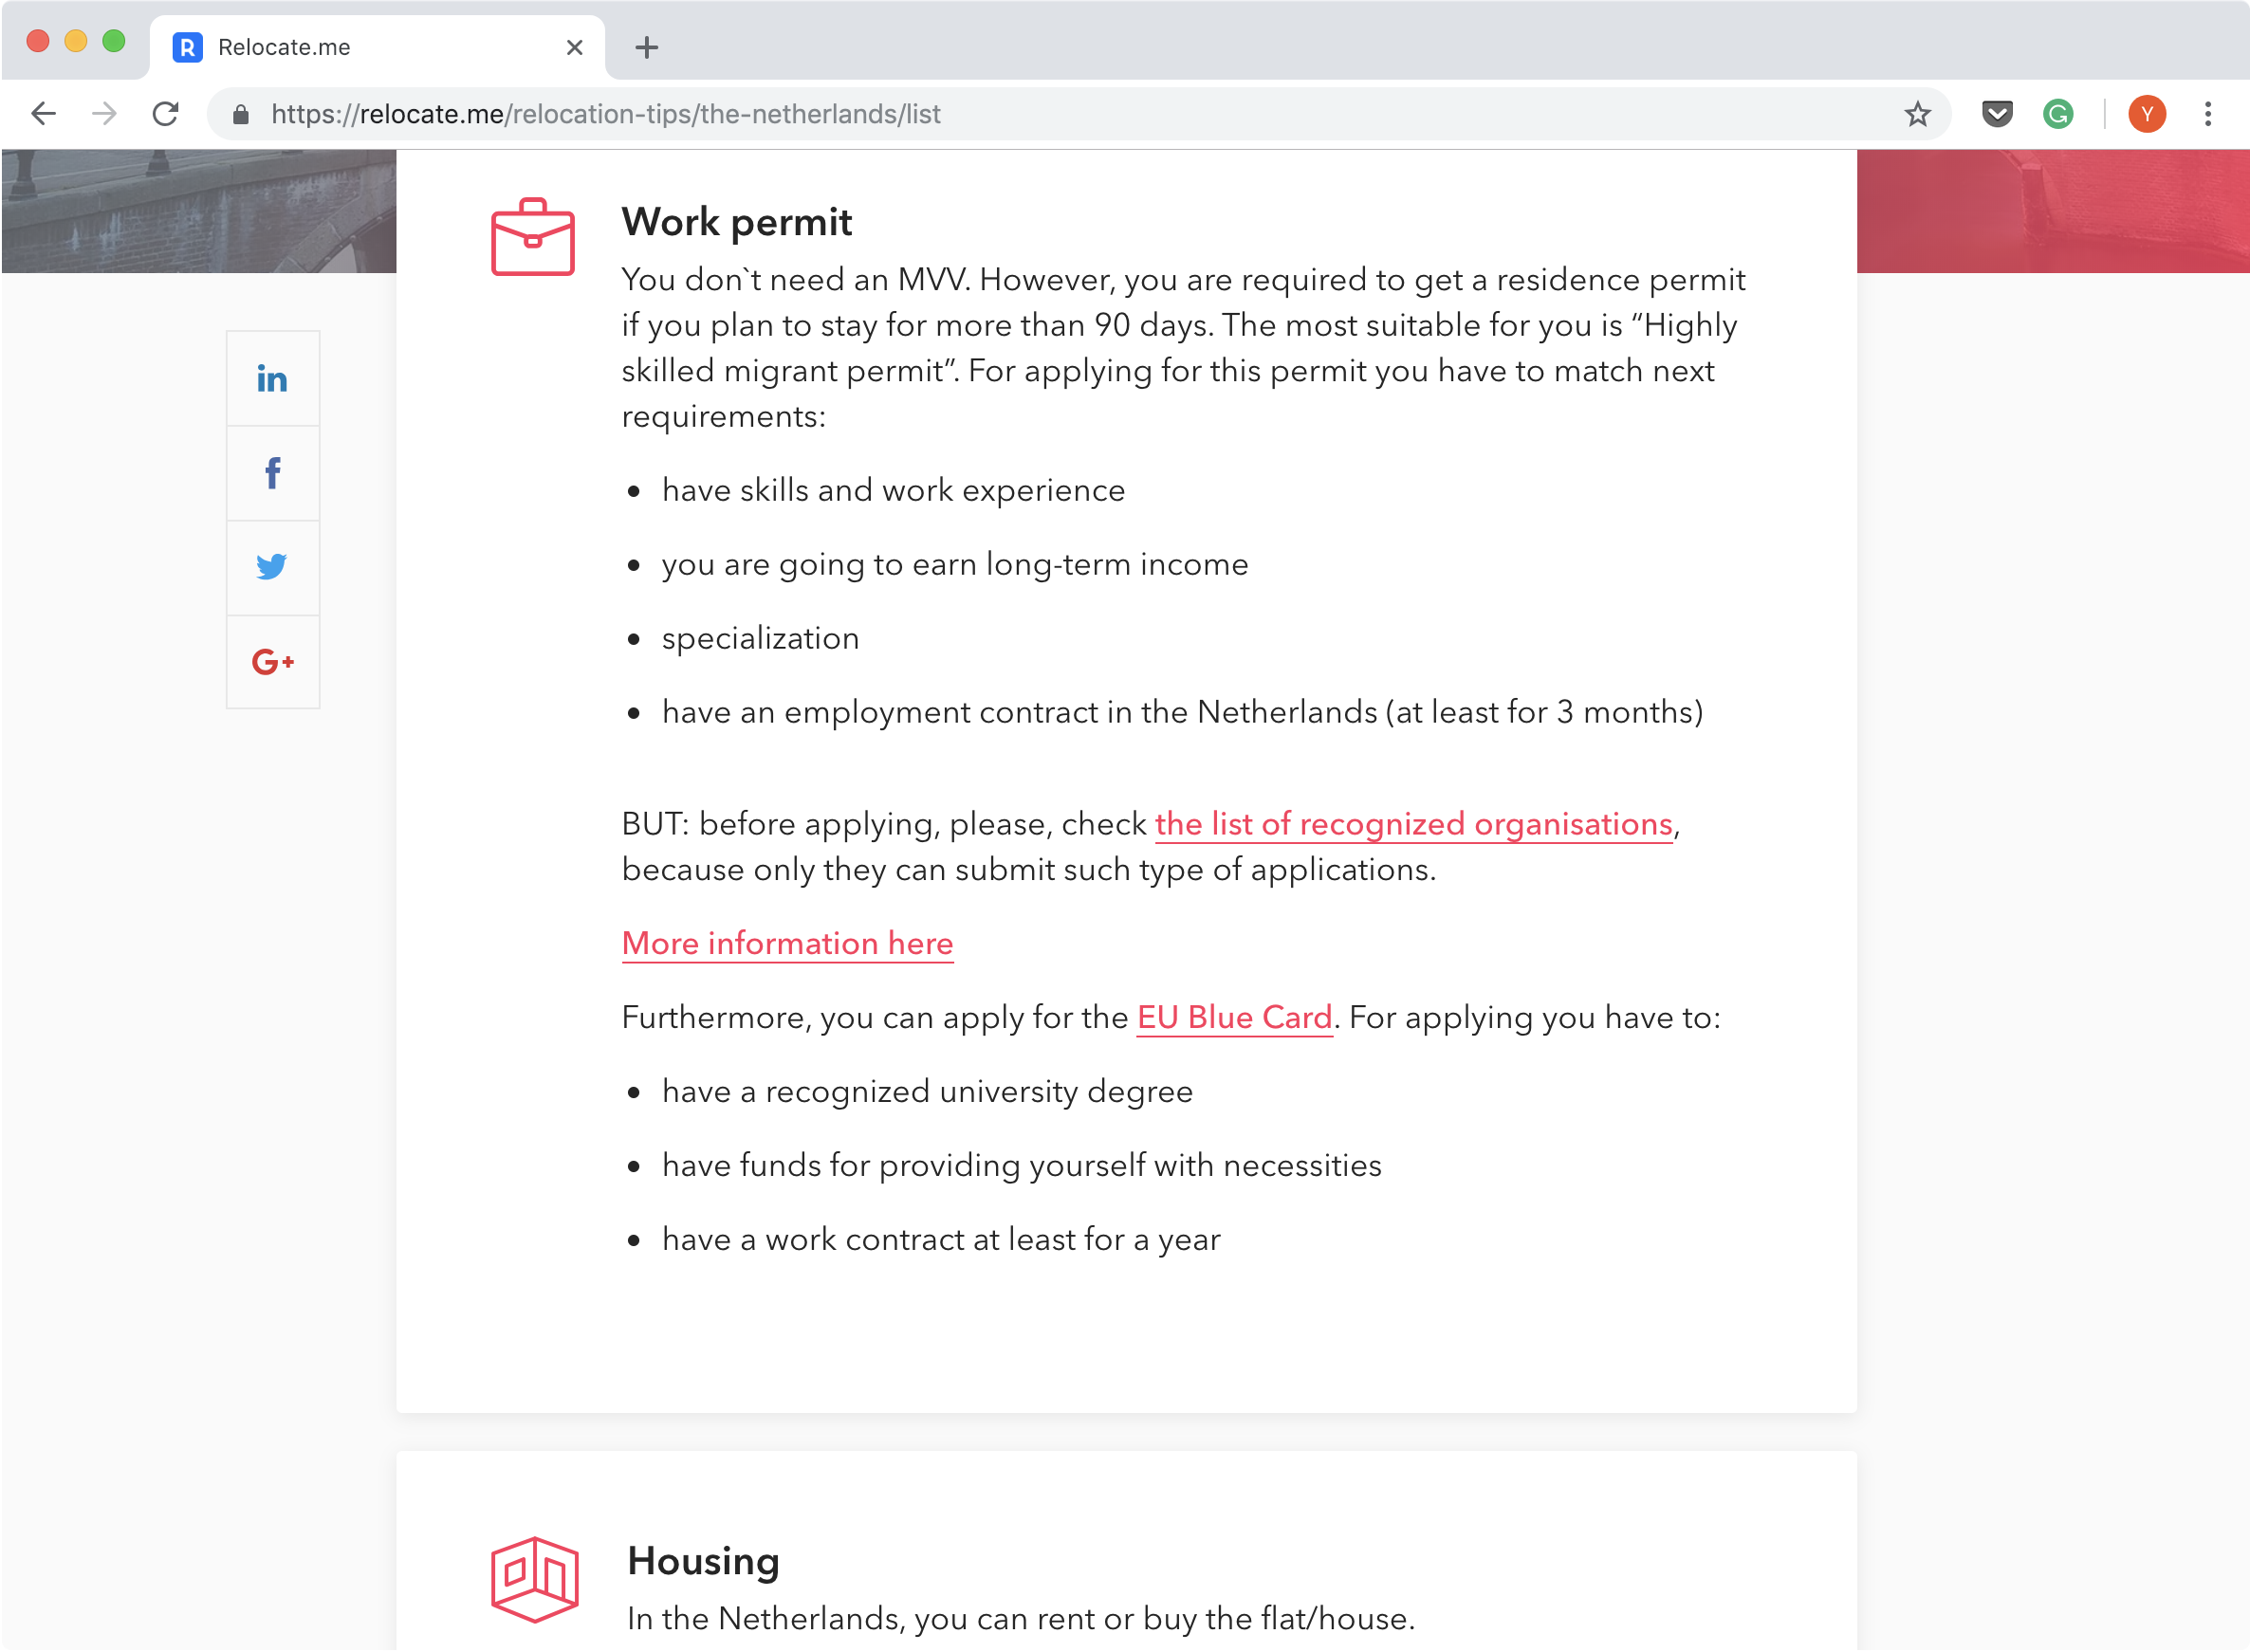 R Relocate.me
https://relocate.me/relocation-tips/the-netherlands/list
G
Y
Work permit
You don`t need an MVV. However, you are required to get a residence permit
if you plan to stay for more than 90 days. The most suitable for you is “Highly
skilled migrant permit”. For applying for this permit you have to match next
requirements:
in
f
G+
• have skills and work experience
• you are going to earn long-term income
• specialization
• have an employment contract in the Netherlands (at least for 3 months)
BUT: before applying, please, check the list of recognized organisations,
because only they can submit such type of applications.
More information here
Furthermore, you can apply for the EU Blue Card. For applying you have to:
• have a recognized university degree
• have funds for providing yourself with necessities
• have a work contract at least for a year
Housing
In the Netherlands, you can rent or buy the flat/house.